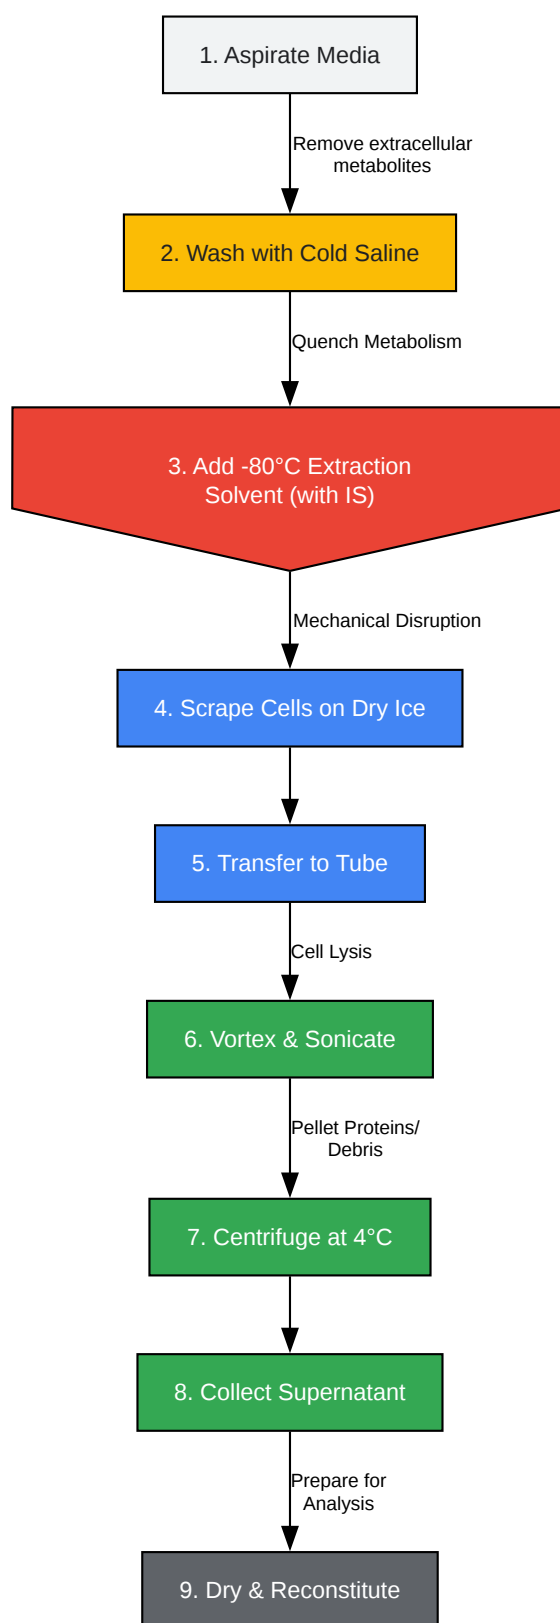 1. Aspirate Media
Remove extracellular
metabolites
2. Wash with Cold Saline
Quench Metabolism
3. Add -80°C Extraction
Solvent (with IS)
Mechanical Disruption
4. Scrape Cells on Dry Ice
5. Transfer to Tube
Cell Lysis
6. Vortex & Sonicate
Pellet Proteins/
Debris
7. Centrifuge at 4°C
8. Collect Supernatant
Prepare for
Analysis
9. Dry & Reconstitute